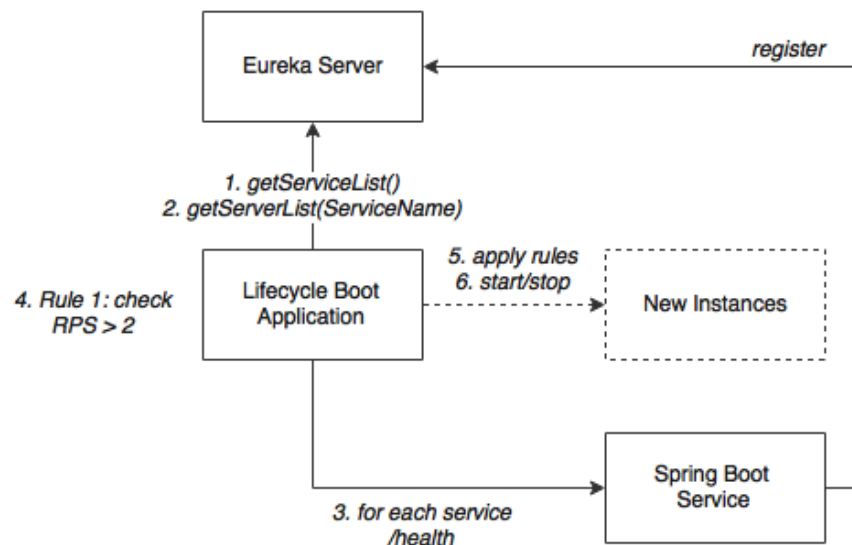 Eureka Server
register
1. getServiceList()
2. getServerList(ServiceName)
4. Rule 1: check
RPS > 2
Lifecycle Boot
Application
5. apply rules
6. start/stop
New Instances
3. for each service
/health
Spring Boot
Service